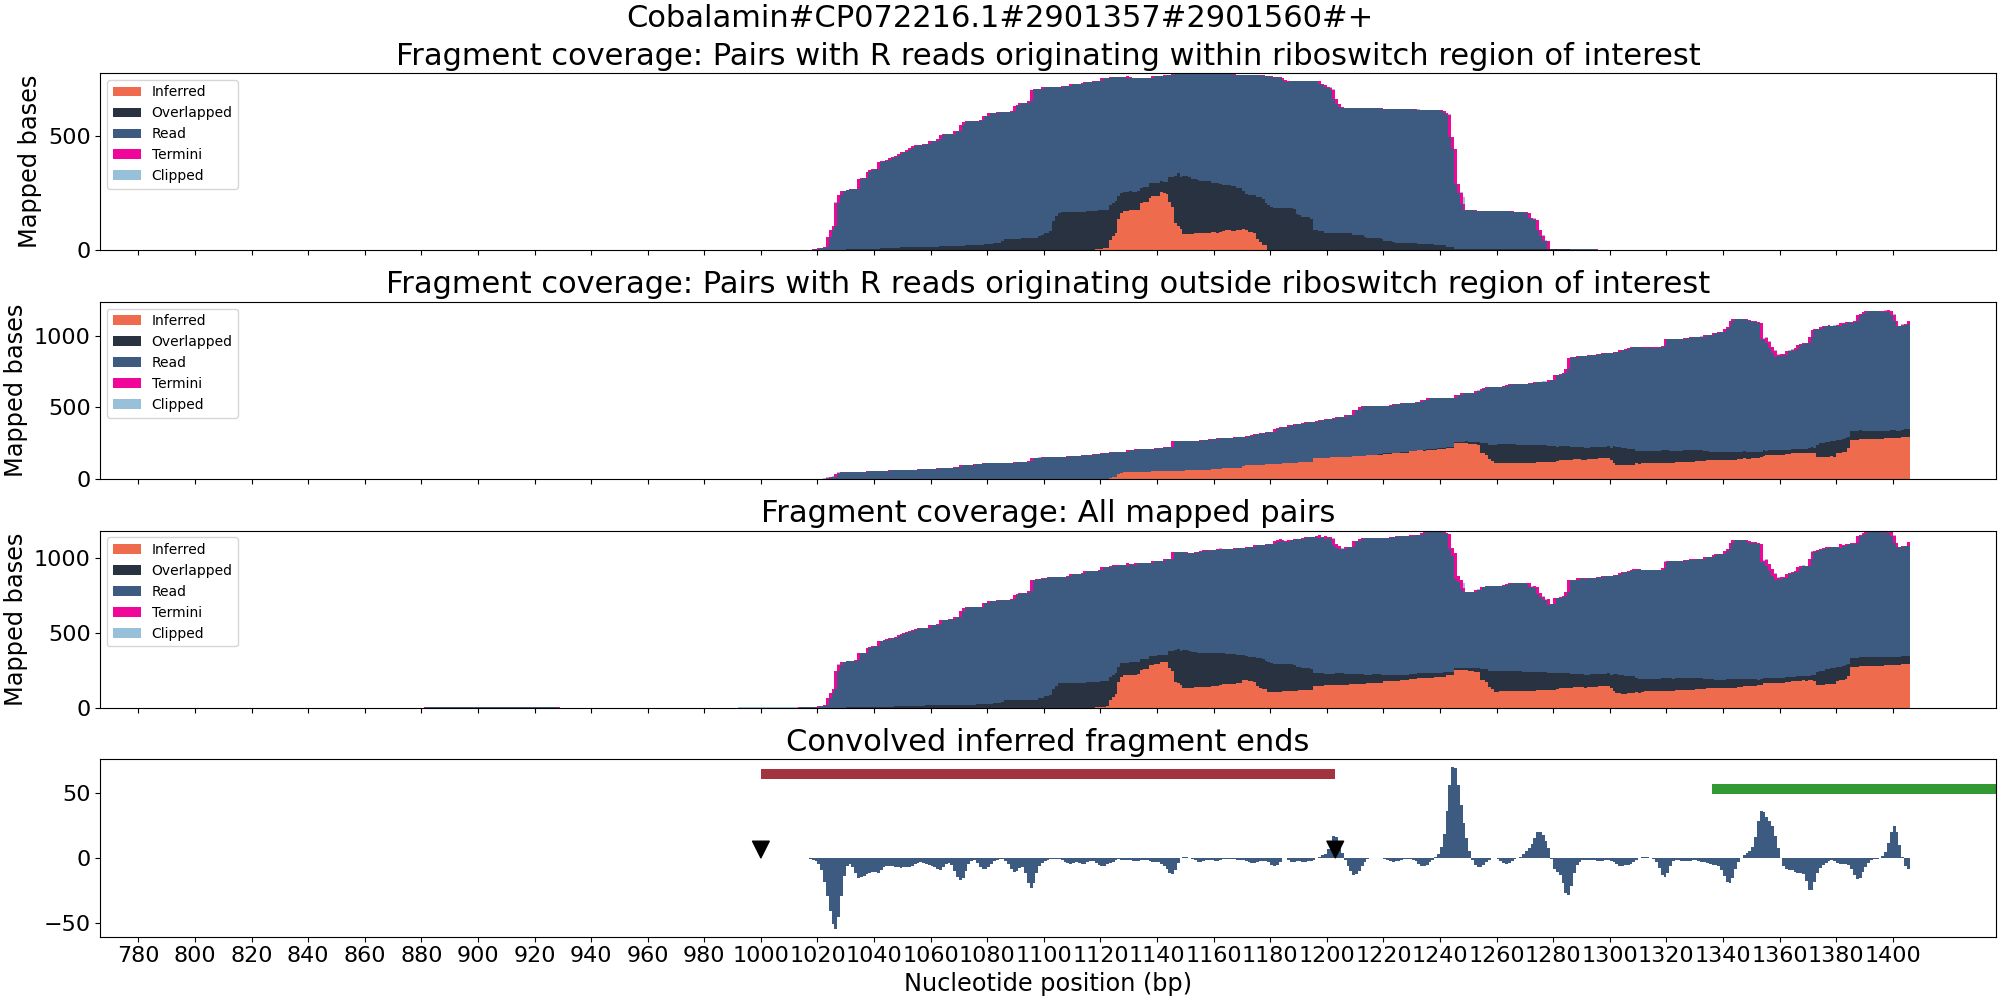 Cobalamin#CP072216.1#2901357#2901560#+
Fragment coverage: Pairs with R reads originating within riboswitch region of interest
Mapped bases
500
0
Inferred
Overlapped
Read
Termini
Clipped
Fragment coverage: Pairs with R reads originating outside riboswitch region of interest
Mapped bases
1000
500
0
Inferred
Overlapped
Read
Termini
Clipped
Fragment coverage: All mapped pairs
Mapped bases
1000
500
0
Inferred
Overlapped
Read
Termini
Clipped
Convolved inferred fragment ends
50
0
−50
780 800 820 840 860 880 900 920 940 960 980 1000 1020 1040 1060 1080 1100 1120 1140 1160 1180 1200 1220 1240 1260 1280 1300 1320 1340 1360 1380 1400
Nucleotide position (bp)